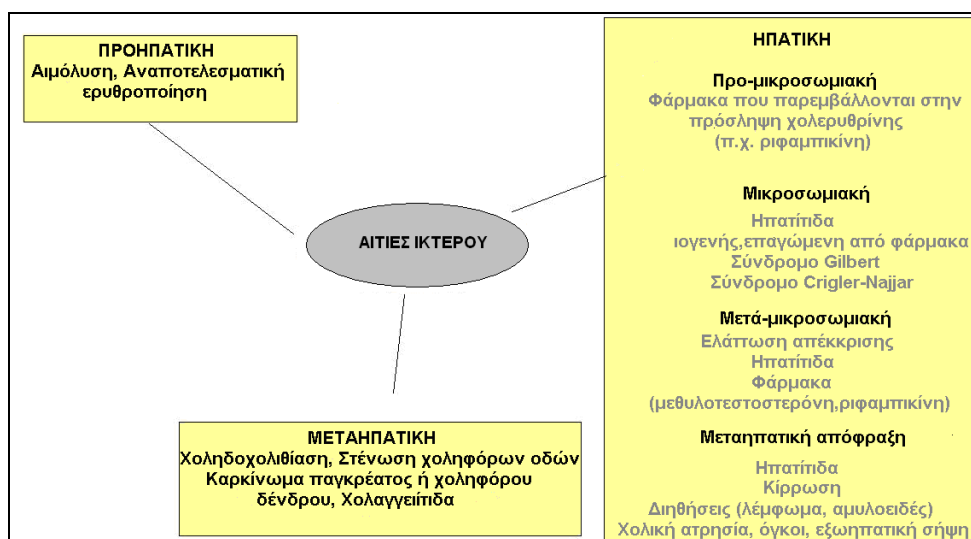 ΠΡΟΗΠΑΤΙΚΗ
Αιμόλυση, Αναποτελεσματική
ερυθροποίηση
ΑΙΤΙΕΣ ΙΚΤΕΡΟΥ
ΜΕΤΑΗΠΑΤΙΚΗ
Χοληδοχολιθίαση, Στένωση χοληφόρων οδών
Καρκίνωμα παγκρέατος ή χοληφόρου
δένδρου, Χολαγγειίτιδα
ΗΠΑΤΙΚΗ
Προ-μικροσωμιακή
Φάρμακα που παρεμβάλλονται στην
πρόσληψη χολερυθρίνης
(π.χ. ριφαμπικίνη)
Μικροσωμιακή
Ηπατίτιδα
ιογενής,επαγώμενη από φάρμακα
Σύνδρομο Gilbert
Σύνδρομο Crigler-Najjar
Μετά-μικροσωμιακή
Ελάττωση απέκκρισης
Ηπατίτιδα
Φάρμακα
(μεθυλοτεστοστερόνη,ριφαμπικίνη)
Μεταηπατική απόφραξη
Ηπατίτιδα
Κίρρωση
Διηθήσεις (λέμφωμα, αμυλοειδές)
Χολική ατρησία, όγκοι, εξωηπατική σήψη